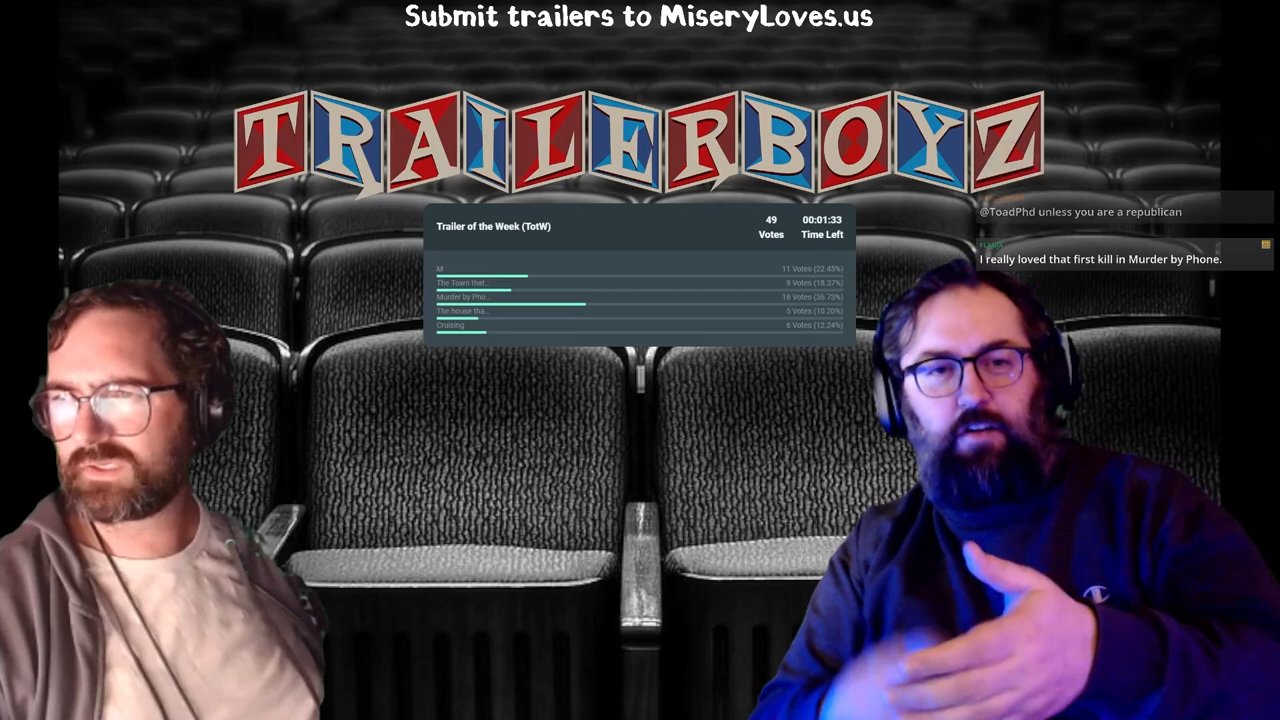 Submit trailers to MiseryLoves.us
TRAILERBOYZ
Trailer of the Week (TotW)
49
Votes
00:01:33
Time Left
M
11 Votes (22.45%)
The Town that...
9 Votes (18.37%)
Murder by Pho...
18 Votes (36.73%)
The house tha...
5 Votes (10.20%)
Cruising
6 Votes (12.24%)
@ToadPhd unless you are a republican
I really loved that first kill in Murder by Phone.